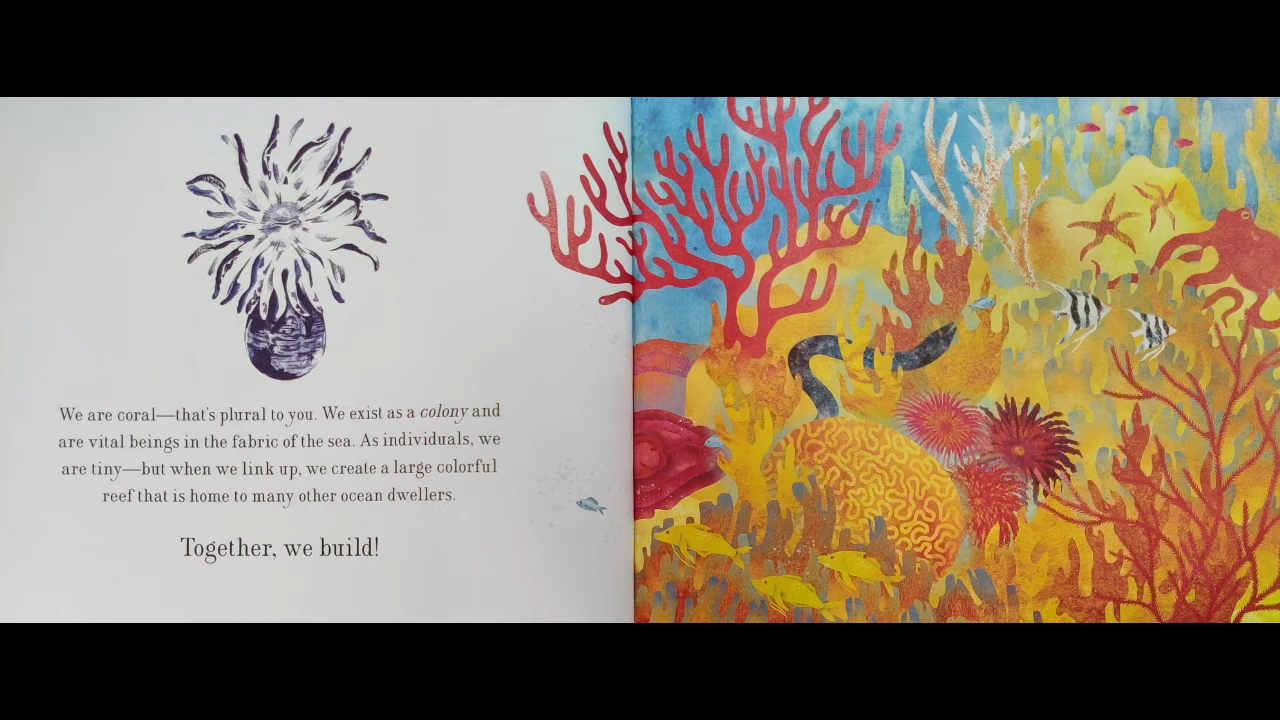 We are coral—that's plural to you. We exist as a colony and
are vital beings in the fabric of the sea. As individuals, we
are tiny—but when we link up, we create a large colorful
reef that is home to many other ocean dwellers.
Together, we build!